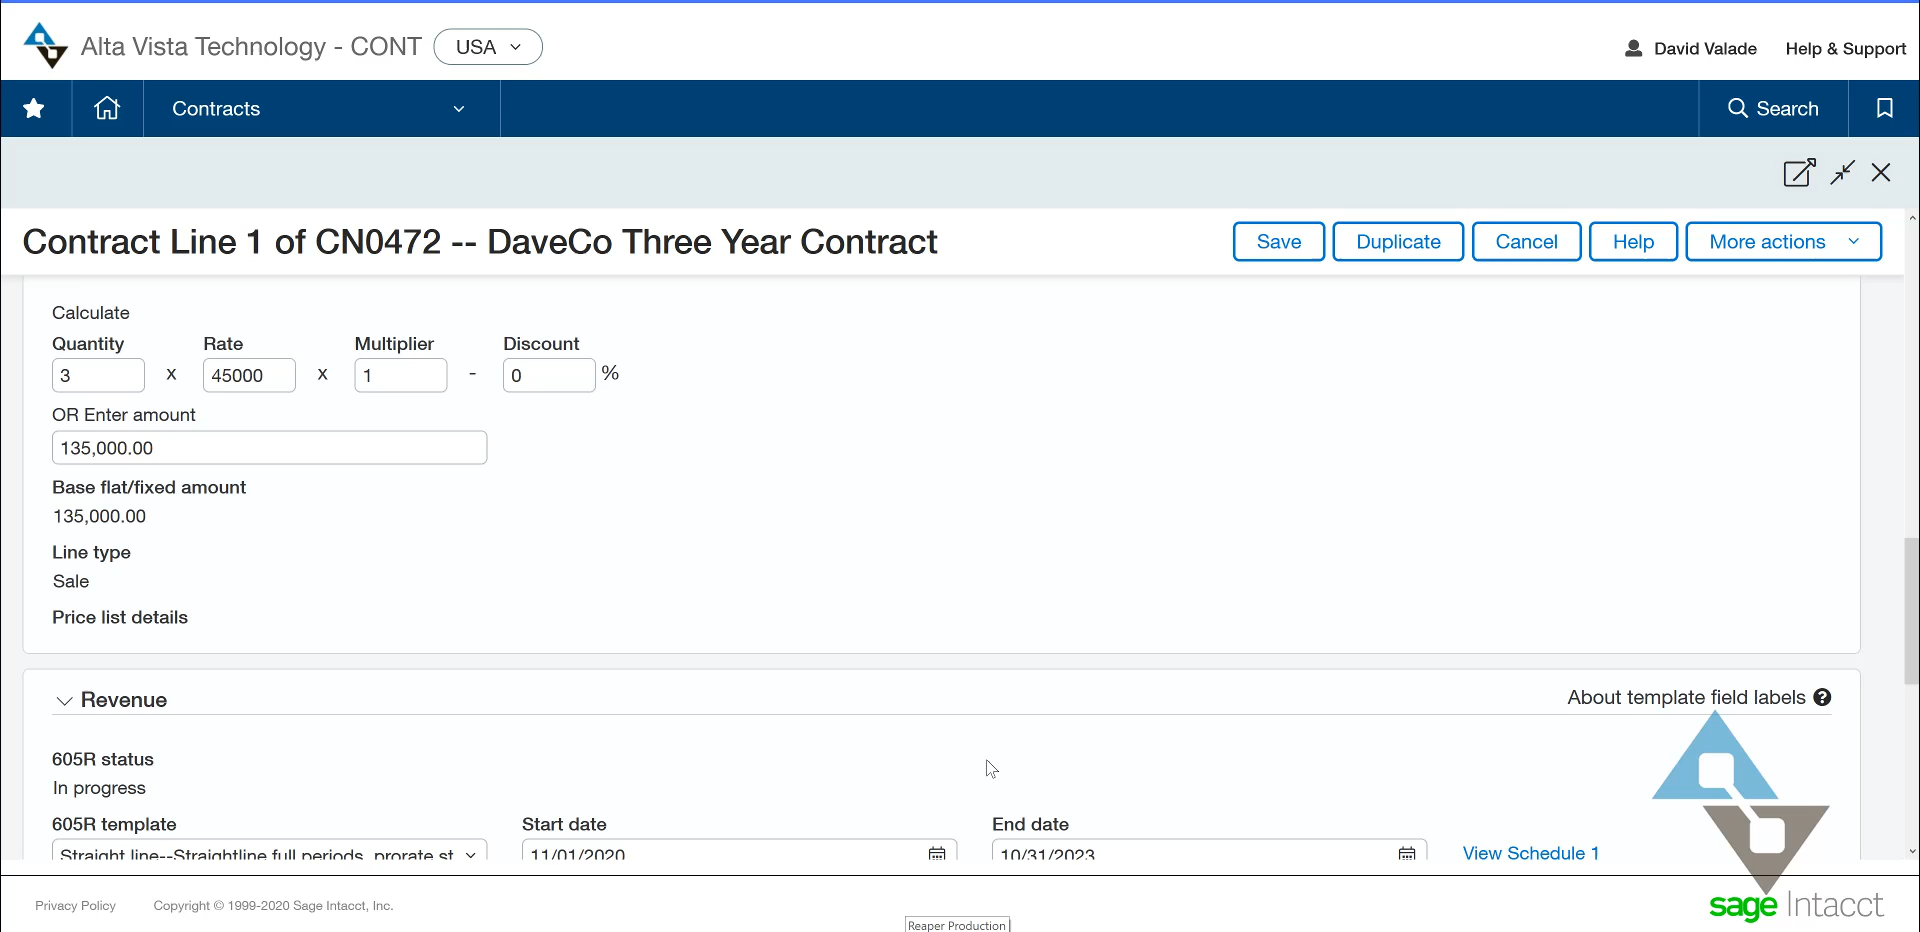 Alta Vista Technology - CONT USA
David Valade Help & Support
Contracts Search
Contract Line 1 of CN0472 -- DaveCo Three Year Contract Save Duplicate Cancel Help More actions
Calculate
Quantity Rate Multiplier Discount
3 x 45000 x 1 - 0 %
OR Enter amount
135,000.00
Base flat/fixed amount
135,000.00
Line type
Sale
Price list details
Revenue About template field labels ?
605R status
In progress
605R template Start date End date
Straight line--Straightline full periods, prorate st 11/01/2020 10/31/2023 View Schedule 1
Privacy Policy Copyright © 1999-2020 Sage Intacct, Inc. sage Intacct
Reaper Production